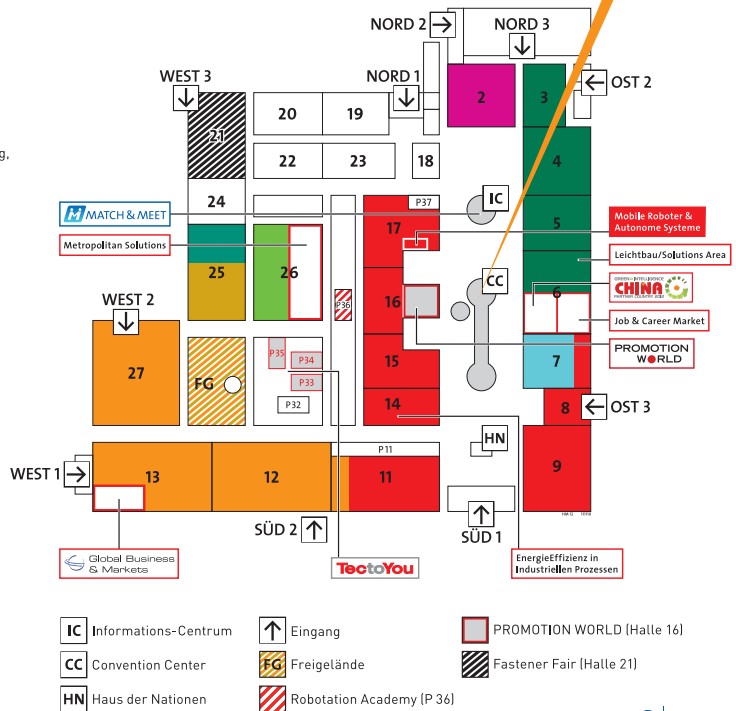 NORD 2
NORD 3
WEST 3
NORD 1
OST 2
2
3
20
19
21
4
g,
22
23
18
24
IC
P37
MATCH & MEET
17
5
Mobile Roboter &
Autonome Systeme
Metropolitan Solutions
Leichtbau/Solutions Area
25
26
CC
6
GREEN+INTELLIGENCE
CHINA
PARTNER COUNTRY 2012
WEST 2
P36
16
Job & Career Market
27
P35
P34
15
7
PROMOTION
WORLD
FG
P33
P32
14
8
OST 3
HN
P11
WEST 1
13
12
11
9
SÜD 2
SÜD 1
Global Business
& Markets
TectoYou
EnergieEffizienz in
Industriellen Prozessen
IC Informations-Centrum
Eingang
PROMOTION WORLD (Halle 16)
CC Convention Center
FG Freigelände
Fastener Fair (Halle 21)
HN Haus der Nationen
Robotation Academy (P 36)